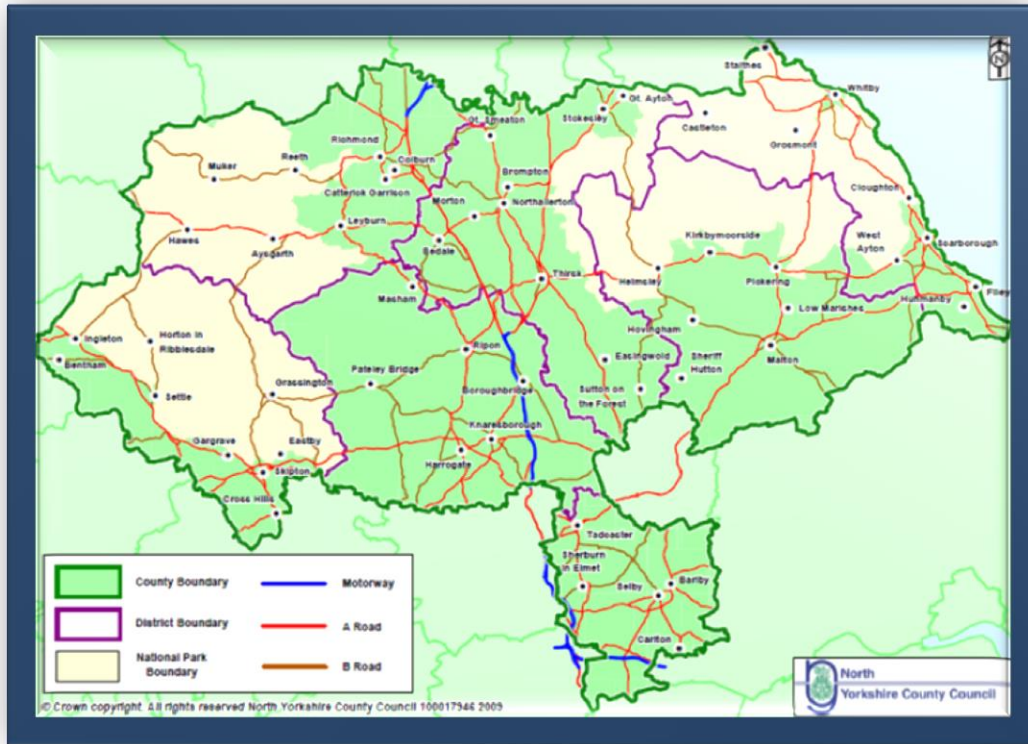 Staithes
Whitby
Gt. Ayton
Stokesley
Castleton
Grosmont
Gt. Smeaton
Richmond
Colburn
Reeth
Muker
Catterick Garrison
Brompton
Morton
Northallerton
Cloughton
Leyburn
Hawes
Aysgarth
Bedale
Kirkbymoorside
West
Ayton
Scarborough
Masham
Thirsk
Helmsley
Pickering
Filey
Hunmanby
Low Marishes
Hovingham
Ingleton
Horton in
Ribblesdale
Bentham
Ripon
Easingwold
Sheriff
Hutton
Malton
Pateley Bridge
Grassington
Settle
Boroughbridge
Sutton on
the Forest
Knaresborough
Gargrave
Eastby
Harrogate
Skipton
Cross Hills
Tadcaster
Sherburn
in Elmet
Selby
Barlby
Carlton
County Boundary
Motorway
District Boundary
A Road
National Park
Boundary
B Road
North
Yorkshire County Council
© Crown copyright. All rights reserved North Yorkshire County Council 100017946 2009
N